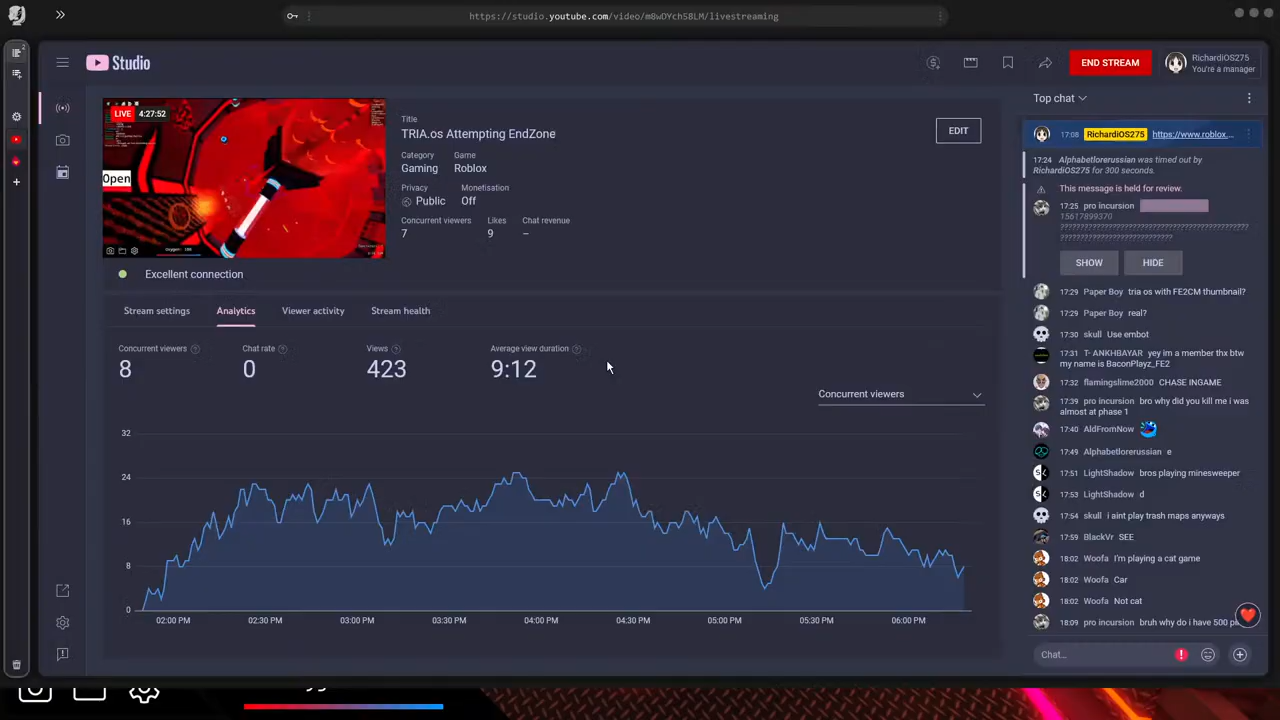 https://studio.youtube.com/video/m8wDYchS8LM/livestreaming
Studio
END STREAM
RichardiOS275
You're a manager
LIVE 4:27:52
Open
Title
TRIA.os Attempting EndZone
EDIT
Category Game
Gaming Roblox
Privacy Monetisation
Public Off
Concurrent viewers Likes Chat revenue
7 9 –
Excellent connection
Stream settings Analytics Viewer activity Stream health
Concurrent viewers Chat rate Views Average view duration
8 0 423 9:12
Concurrent viewers
32
24
16
8
0
02:00 PM 02:30 PM 03:00 PM 03:30 PM 04:00 PM 04:30 PM 05:00 PM 05:30 PM 06:00 PM
Top chat
17:08 RichardiOS275 https://www.roblox,...
17:24 Alphabetlorerussian was timed out by
RichardiOS275 for 300 seconds.
This message is held for review.
17:25 pro incursion
15617899370
SHOW HIDE
17:29 Paper Boy tria os with FE2CM thumbnail?
17:29 Paper Boy real?
17:30 skull Use embot
17:31 T- ANKHBAYAR yey im a member thx btw
my name is BaconPlayz_FE2
17:32 flamingslime2000 CHASE INGAME
17:39 pro incursion bro why did you kill me i was
almost at phase 1
17:40 AldFromNow
17:49 Alphabetlorerussian e
17:51 LightShadow bros playing minesweeper
17:53 LightShadow d
17:54 skull i aint play trash maps anyways
17:59 BlackVr SEE
18:02 Woofa I'm playing a cat game
18:02 Woofa Car
18:02 Woofa Not cat
18:09 pro incursion bruh why do i have 500 p
Chat...